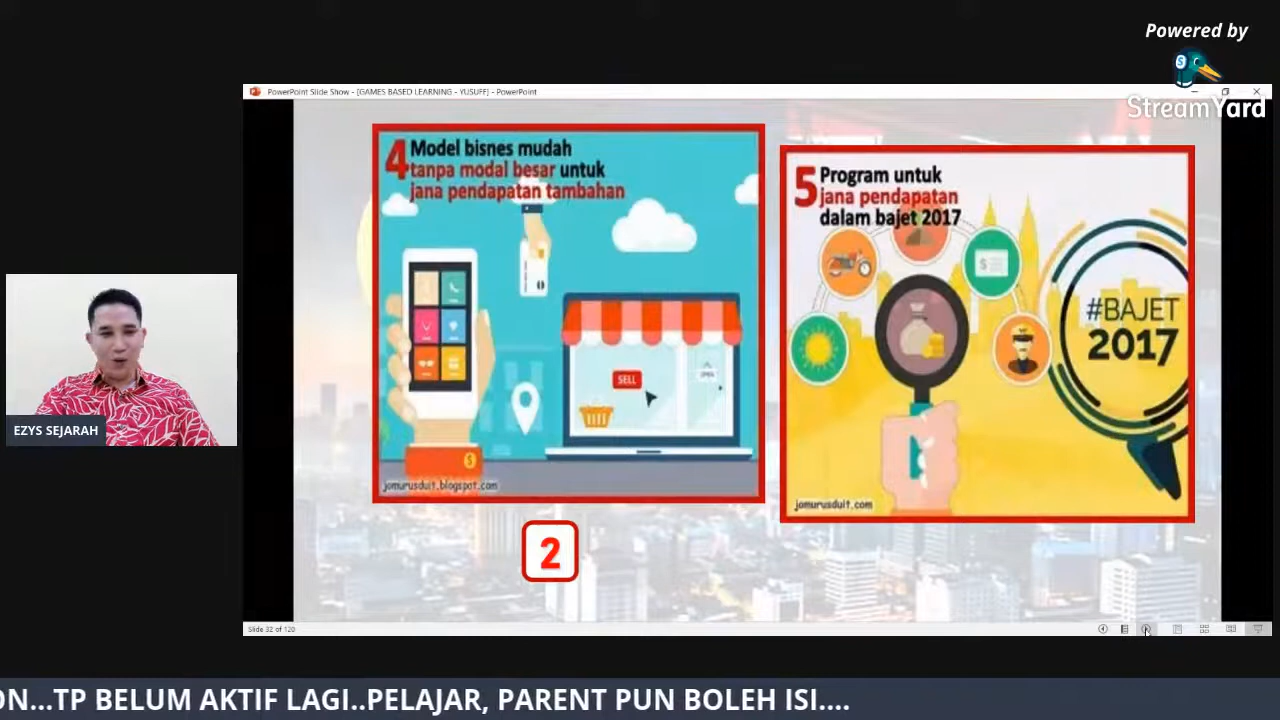 Powered by
StreamYard
PowerPoint Slide Show - [GAMES BASED LEARNING - YUSUFF] - PowerPoint
4 Model bisnes mudah
tanpa modal besar untuk
jana pendapatan tambahan
SELL
OPEN
jomurusduit.blogspot.com
2
5 Program untuk
jana pendapatan
dalam bajet 2017
#BAJET
2017
jomurusduit.com
EZYS SEJARAH
Slide 32 of 120
ON...TP BELUM AKTIF LAGI..PELAJAR, PARENT PUN BOLEH ISI....